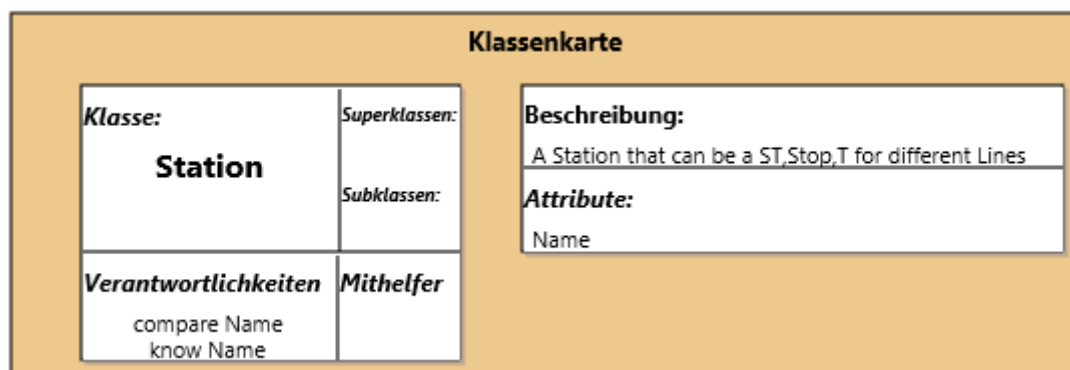 Klassenkarte
Klasse:
Station
Superklassen:
Subklassen:
Verantwortlichkeiten
compare Name
know Name
Mithelfer
Beschreibung:
A Station that can be a ST,Stop,T for different Lines
Attribute:
Name